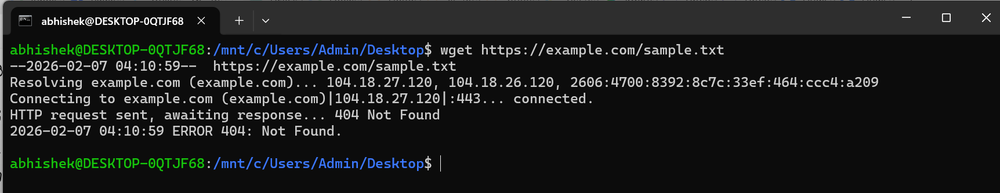 abhishek@DESKTOP-0QTJF68
abhishek@DESKTOP-0QTJF68:/mnt/c/Users/Admin/Desktop$ wget https://example.com/sample.txt
--2026-02-07 04:10:59--  https://example.com/sample.txt
Resolving example.com (example.com)... 104.18.27.120, 104.18.26.120, 2606:4700:8392:8c7c:33ef:464:ccc4:a209
Connecting to example.com (example.com)|104.18.27.120|:443... connected.
HTTP request sent, awaiting response... 404 Not Found
2026-02-07 04:10:59 ERROR 404: Not Found.
abhishek@DESKTOP-0QTJF68:/mnt/c/Users/Admin/Desktop$